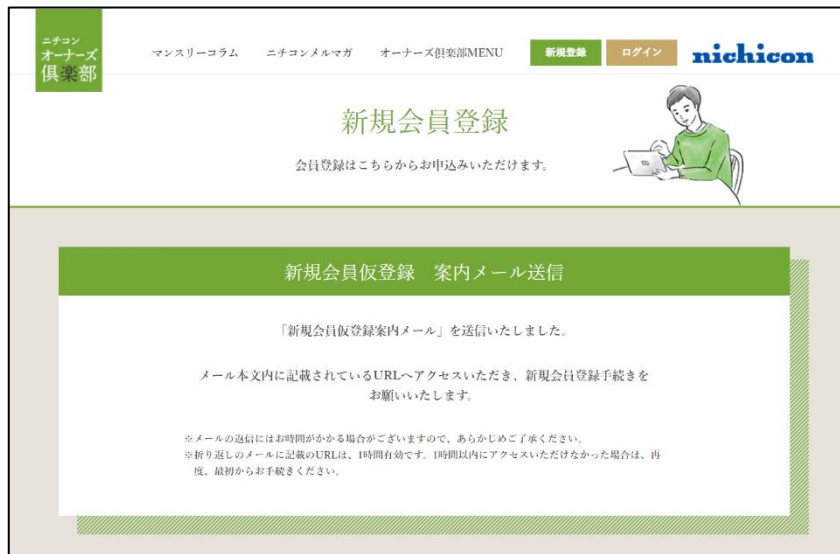 ニチコン
オーナーズ
倶楽部
マンスリーコラム
ニチコンメルマガ
オーナーズ倶楽部MENU
新規登録
ログイン
nichicon
新規会員登録
会員登録はこちらからお申込みいただけます。
新規会員仮登録　案内メール送信
「新規会員仮登録案内メール」を送信いたしました。
メール本文内に記載されているURLへアクセスいただき、新規会員登録手続きを
お願いいたします。
※メールの返信にはお時間がかかる場合がございますので、あらかじめご了承ください。
※折り返しのメールに記載のURLは、1時間有効です。1時間以内にアクセスいただけなかった場合は、再
度、最初からお手続きください。